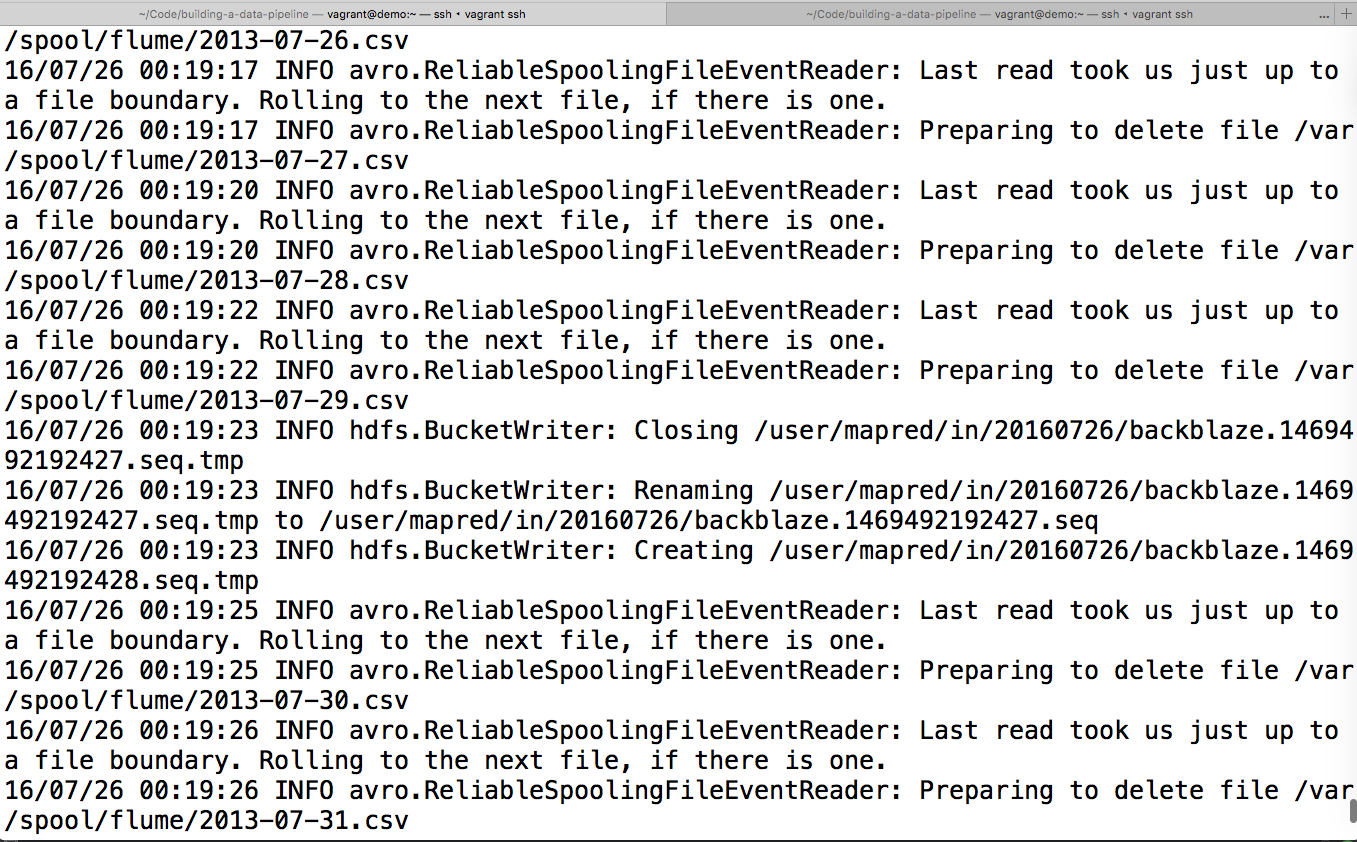 ~/Code/building-a-data-pipeline — vagrant@demo:~ — ssh ◂ vagrant ssh
~/Code/building-a-data-pipeline — vagrant@demo:~ — ssh ◂ vagrant ssh ... +
/spool/flume/2013-07-26.csv
16/07/26 00:19:17 INFO avro.ReliableSpoolingFileEventReader: Last read took us just up to
a file boundary. Rolling to the next file, if there is one.
16/07/26 00:19:17 INFO avro.ReliableSpoolingFileEventReader: Preparing to delete file /var
/spool/flume/2013-07-27.csv
16/07/26 00:19:20 INFO avro.ReliableSpoolingFileEventReader: Last read took us just up to
a file boundary. Rolling to the next file, if there is one.
16/07/26 00:19:20 INFO avro.ReliableSpoolingFileEventReader: Preparing to delete file /var
/spool/flume/2013-07-28.csv
16/07/26 00:19:22 INFO avro.ReliableSpoolingFileEventReader: Last read took us just up to
a file boundary. Rolling to the next file, if there is one.
16/07/26 00:19:22 INFO avro.ReliableSpoolingFileEventReader: Preparing to delete file /var
/spool/flume/2013-07-29.csv
16/07/26 00:19:23 INFO hdfs.BucketWriter: Closing /user/mapred/in/20160726/backblaze.14694
92192427.seq.tmp
16/07/26 00:19:23 INFO hdfs.BucketWriter: Renaming /user/mapred/in/20160726/backblaze.1469
492192427.seq.tmp to /user/mapred/in/20160726/backblaze.1469492192427.seq
16/07/26 00:19:23 INFO hdfs.BucketWriter: Creating /user/mapred/in/20160726/backblaze.1469
492192428.seq.tmp
16/07/26 00:19:25 INFO avro.ReliableSpoolingFileEventReader: Last read took us just up to
a file boundary. Rolling to the next file, if there is one.
16/07/26 00:19:25 INFO avro.ReliableSpoolingFileEventReader: Preparing to delete file /var
/spool/flume/2013-07-30.csv
16/07/26 00:19:26 INFO avro.ReliableSpoolingFileEventReader: Last read took us just up to
a file boundary. Rolling to the next file, if there is one.
16/07/26 00:19:26 INFO avro.ReliableSpoolingFileEventReader: Preparing to delete file /var
/spool/flume/2013-07-31.csv